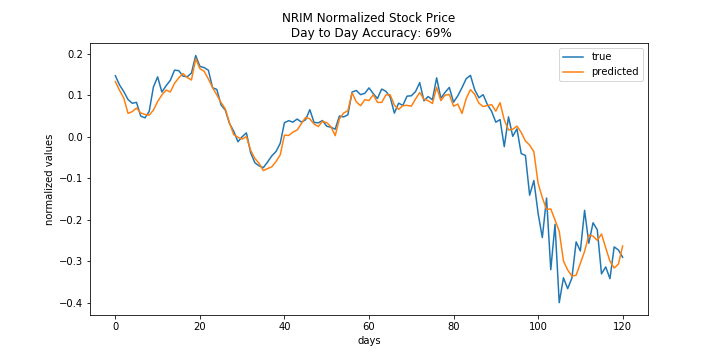 NRIM Normalized Stock Price
Day to Day Accuracy: 69%
true
predicted
normalized values
0.2
0.1
0.0
−0.1
−0.2
−0.3
−0.4
0 20 40 60 80 100 120
days